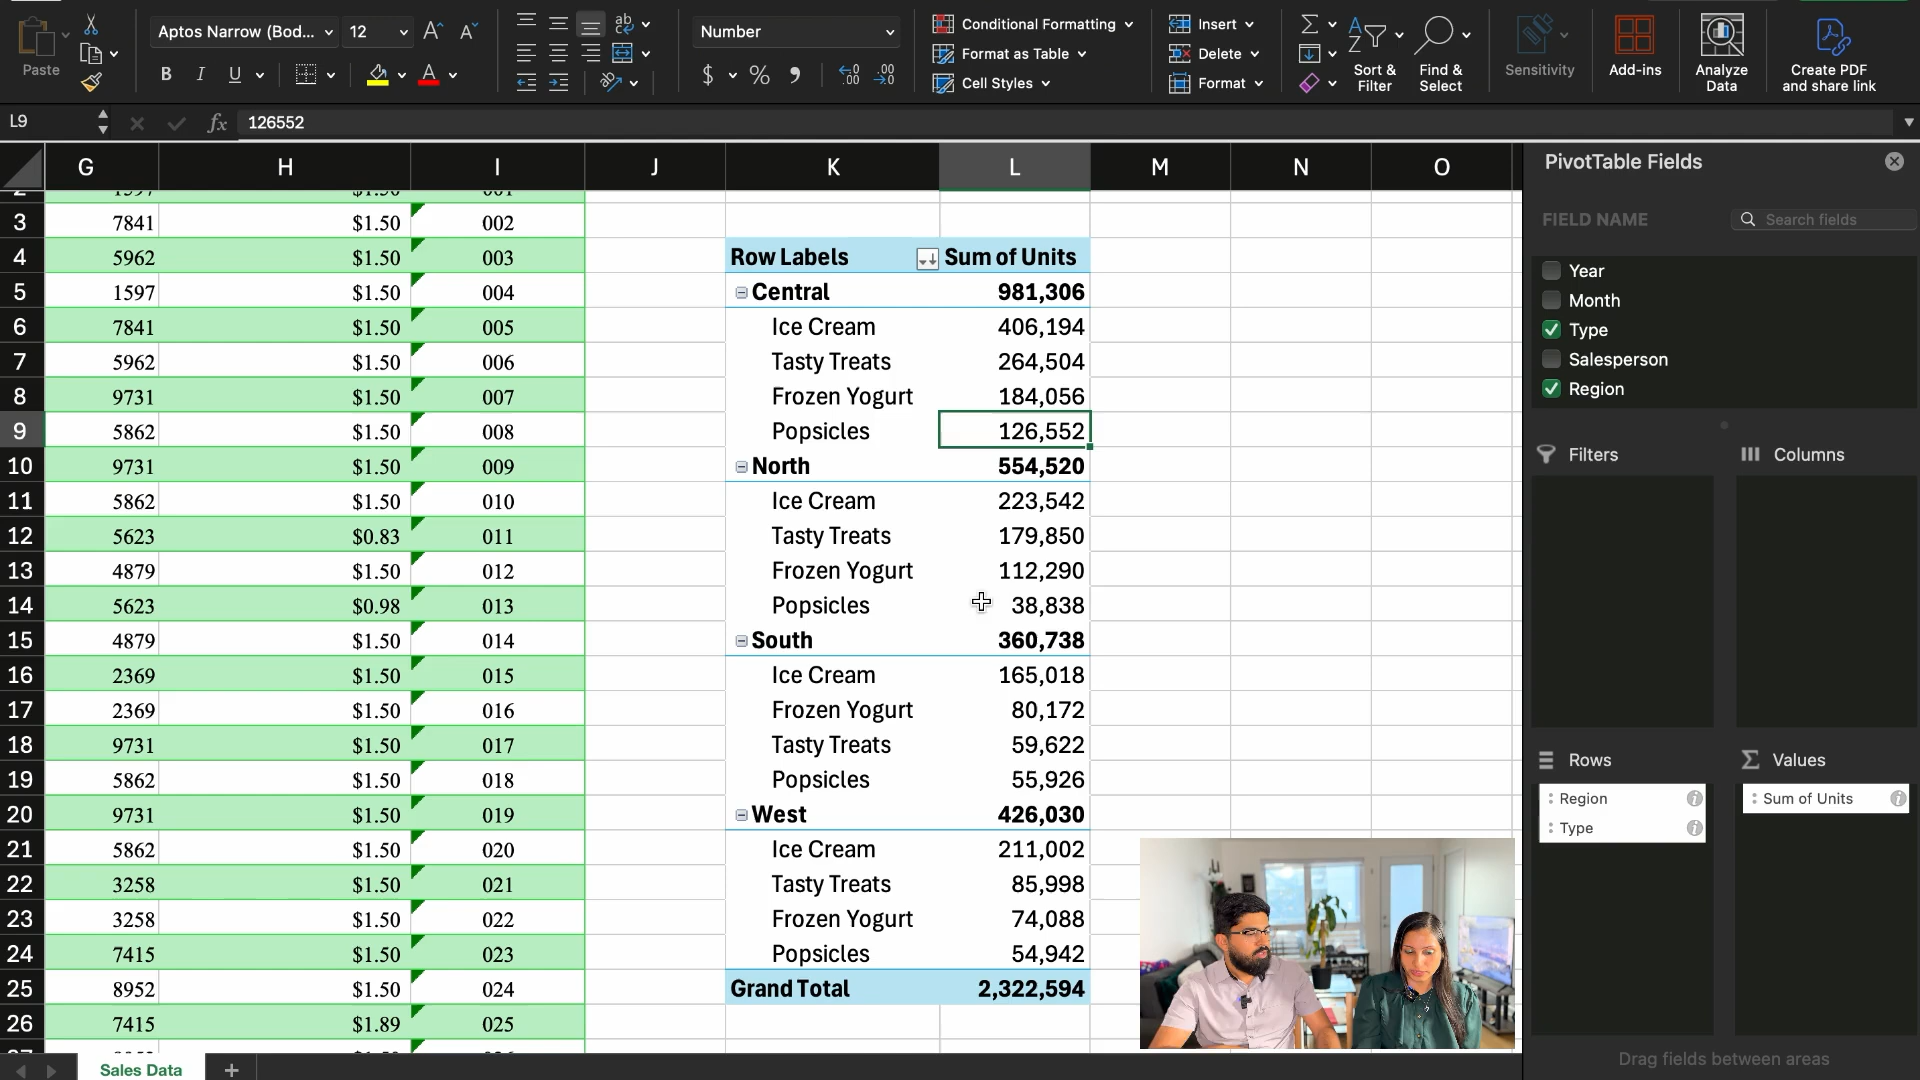 Paste
Aptos Narrow (Bod...
12
A A
B I U A
ab
Number
$ % 9
.00 .00
Conditional Formatting
Format as Table
Cell Styles
Insert
Delete
Format
Sort &
Filter
Find &
Select
Sensitivity
Add-ins
Analyze
Data
Create PDF
and share link
L9 fx 126552
G H I J K L M N O
3 7841 $1.50 002
4 5962 $1.50 003 Row Labels Sum of Units
5 1597 $1.50 004 Central 981,306
6 7841 $1.50 005 Ice Cream 406,194
7 5962 $1.50 006 Tasty Treats 264,504
8 9731 $1.50 007 Frozen Yogurt 184,056
9 5862 $1.50 008 Popsicles 126,552
10 9731 $1.50 009 North 554,520
11 5862 $1.50 010 Ice Cream 223,542
12 5623 $0.83 011 Tasty Treats 179,850
13 4879 $1.50 012 Frozen Yogurt 112,290
14 5623 $0.98 013 Popsicles 38,838
15 4879 $1.50 014 South 360,738
16 2369 $1.50 015 Ice Cream 165,018
17 2369 $1.50 016 Frozen Yogurt 80,172
18 9731 $1.50 017 Tasty Treats 59,622
19 5862 $1.50 018 Popsicles 55,926
20 9731 $1.50 019 West 426,030
21 5862 $1.50 020 Ice Cream 211,002
22 3258 $1.50 021 Tasty Treats 85,998
23 3258 $1.50 022 Frozen Yogurt 74,088
24 7415 $1.50 023 Popsicles 54,942
25 8952 $1.50 024 Grand Total 2,322,594
26 7415 $1.89 025
Sales Data +
PivotTable Fields
FIELD NAME
Search fields
Year
Month
Type
Salesperson
Region
Filters
Columns
Rows
Values
Region
Type
Sum of Units
Drag fields between areas